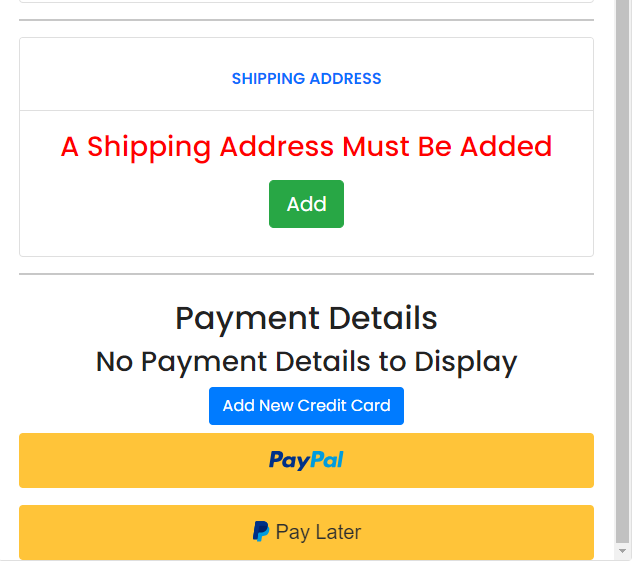 SHIPPING ADDRESS
A Shipping Address Must Be Added
Add
Payment Details
No Payment Details to Display
Add New Credit Card
PayPal
Pay Later